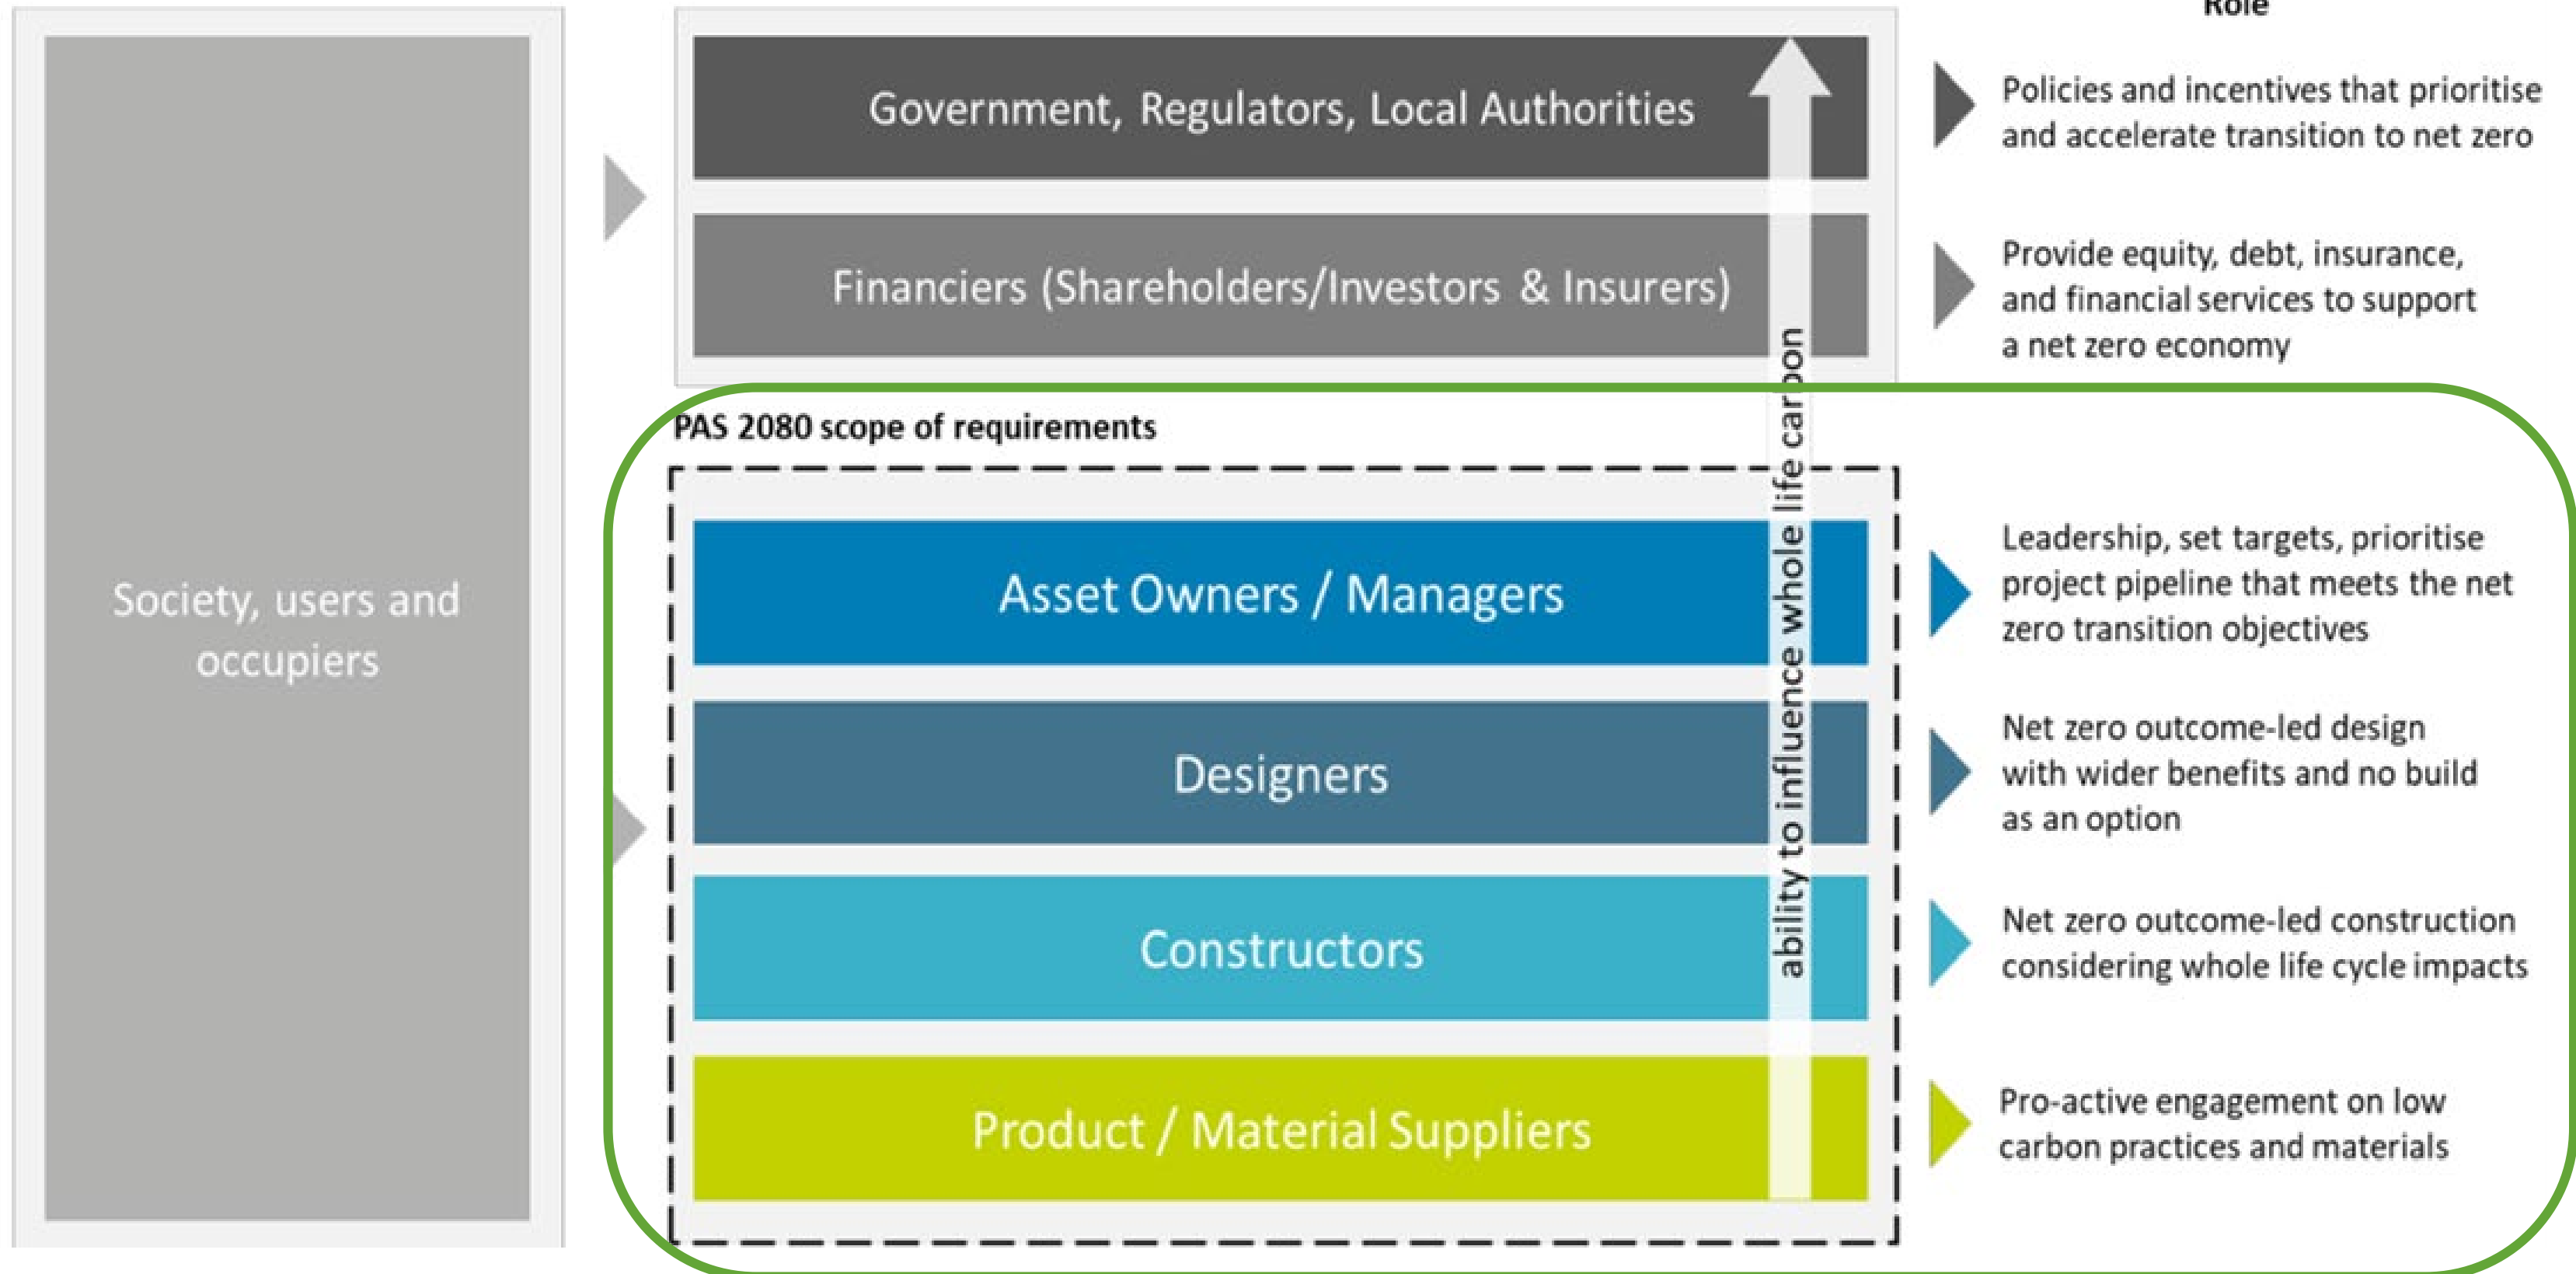 Role
Society, users and
occupiers
Government, Regulators, Local Authorities
Policies and incentives that prioritise
and accelerate transition to net zero
Financiers (Shareholders/Investors & Insurers)
Provide equity, debt, insurance,
and financial services to support
a net zero economy
PAS 2080 scope of requirements
Asset Owners / Managers
Leadership, set targets, prioritise
project pipeline that meets the net
zero transition objectives
Designers
Net zero outcome-led design
with wider benefits and no build
as an option
Constructors
Net zero outcome-led construction
considering whole life cycle impacts
Product / Material Suppliers
Pro-active engagement on low
carbon practices and materials
ability to influence whole life carbon